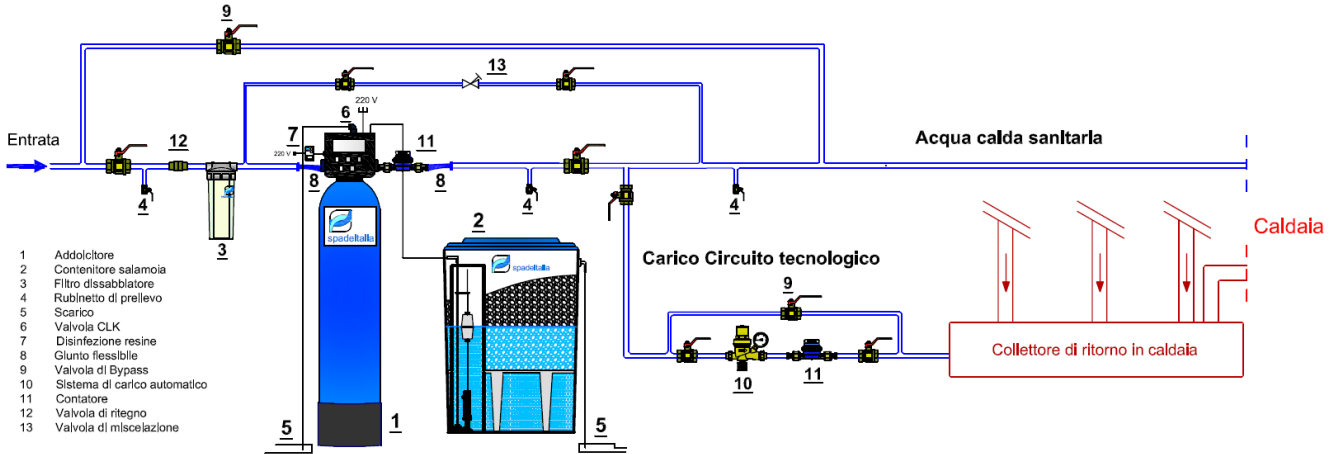 9
13
220 V
6
Entrata
12
7
220 V
11
Acqua calda sanitaria
8
8
4
4
4
3
spadeitalia
2
spadeitalia
Caldaia
Carico Circuito tecnologico
9
1 Addolcitore
2 Contenitore salamoia
3 Filtro dissabbiatore
4 Rubinetto di prelievo
5 Scarico
6 Valvola CLK
7 Disinfezione resine
8 Giunto flessibile
9 Valvola di Bypass
10 Sistema di carico automatico
11 Contatore
12 Valvola di ritegno
13 Valvola di miscelazione
Collettore di ritorno in caldaia
10
11
5
1
5